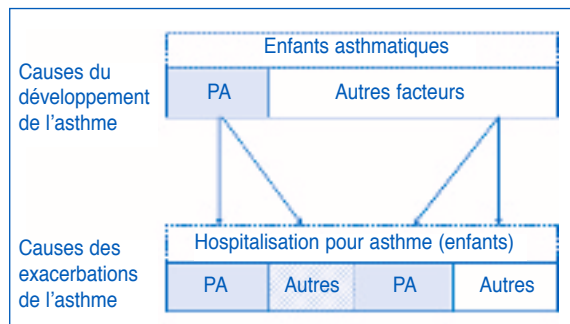 Enfants asthmatiques
Causes du
développement
de l'asthme
PA
Autres facteurs
Causes des
exacerbations
de l'asthme
Hospitalisation pour asthme (enfants)
PA
Autres
PA
Autres